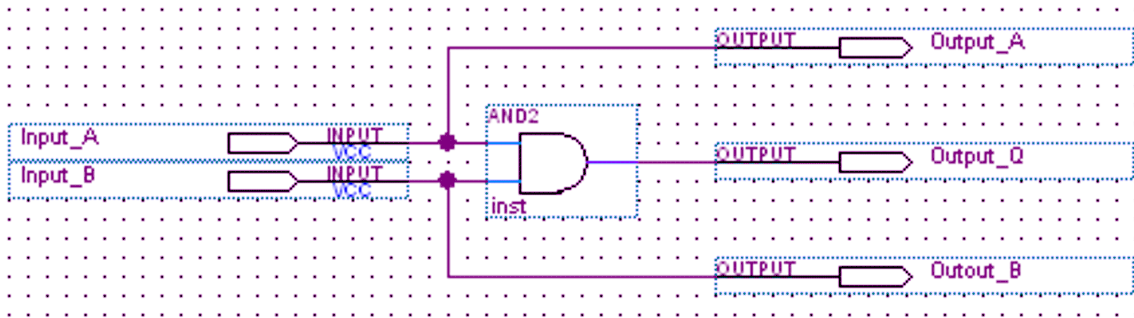 OUTPUT Output_A
AND2
Input_A INPUT
VCC
OUTPUT Output_Q
Input_B INPUT
VCC
inst
OUTPUT Outout_B